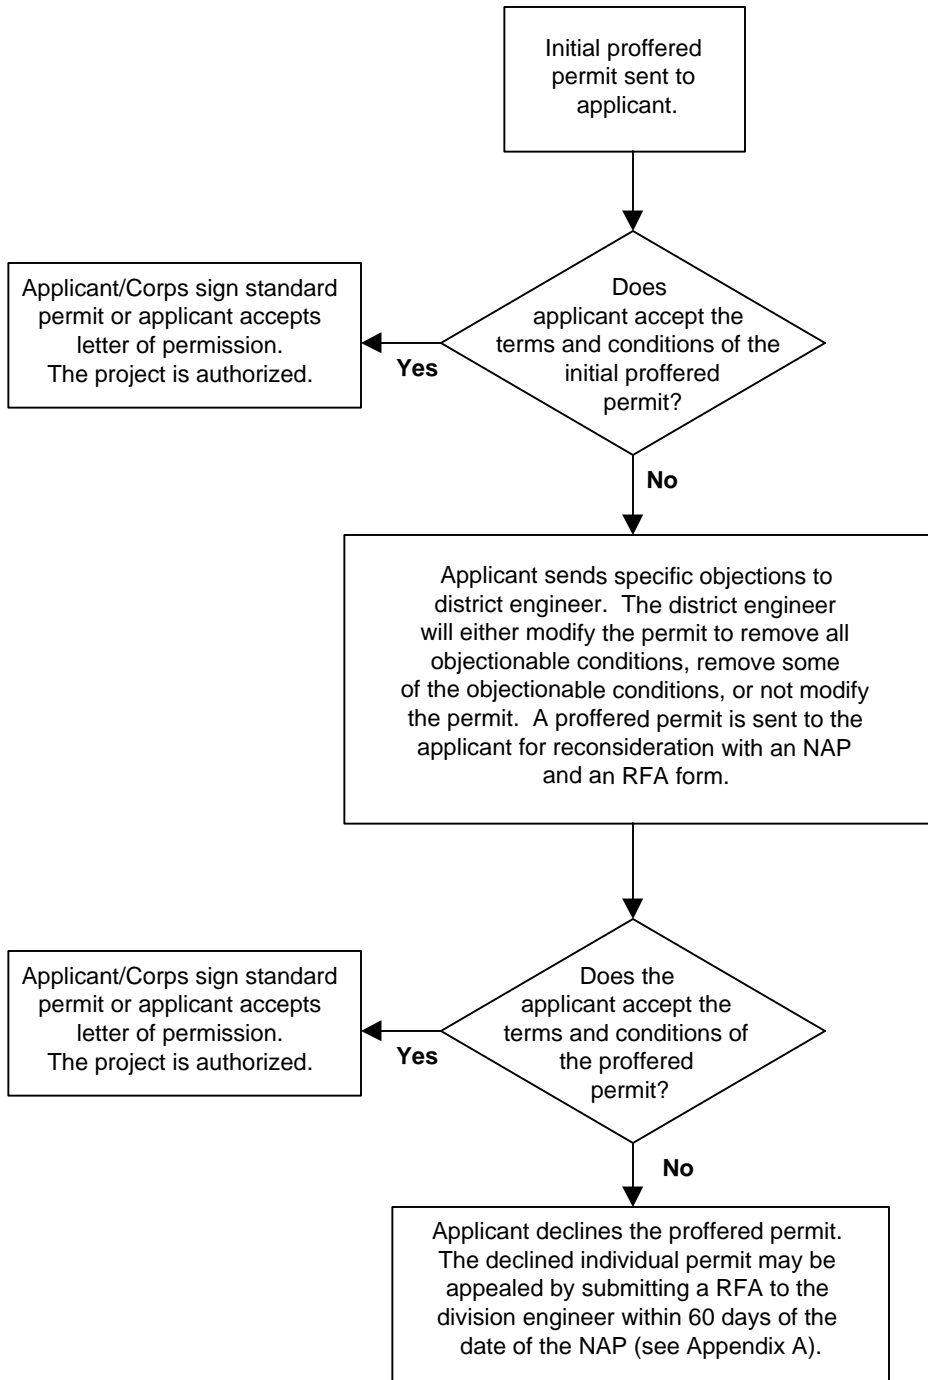 Initial proffered
permit sent to
applicant.
Does
applicant accept the
terms and conditions of the
initial proffered
permit?
Applicant/Corps sign standard
permit or applicant accepts
letter of permission.
The project is authorized.
Yes
No
Applicant sends specific objections to
district engineer.  The district engineer
will either modify the permit to remove all
objectionable conditions, remove some
of the objectionable conditions, or not modify
the permit.  A proffered permit is sent to the
applicant for reconsideration with an NAP
and an RFA form.
Does the
applicant accept the
terms and conditions of
the proffered
permit?
Applicant/Corps sign standard
permit or applicant accepts
letter of permission.
The project is authorized.
Yes
No
Applicant declines the proffered permit.
The declined individual permit may be
appealed by submitting a RFA to the
division engineer within 60 days of the
date of the NAP (see Appendix A).